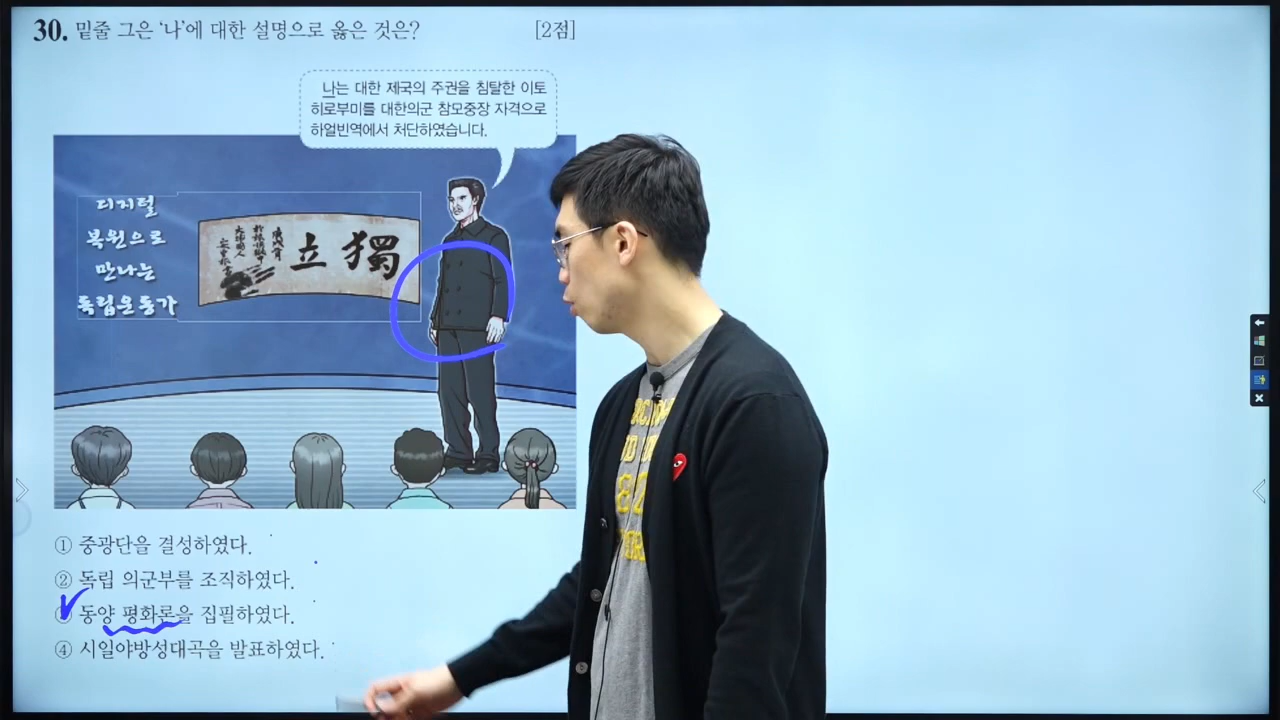 30. 밑줄 그은 ‘나’에 대한 설명으로 옳은 것은? [2점]
나는 대한 제국의 주권을 침탈한 이토
히로부미를 대한의군 참모중장 자격으로
하얼빈역에서 처단하였습니다.
디지털
복원으로
만나는
독립운동가
獨立
① 중광단을 결성하였다.
② 독립 의군부를 조직하였다.
동양 평화론을 집필하였다.
④ 시일야방성대곡을 발표하였다.